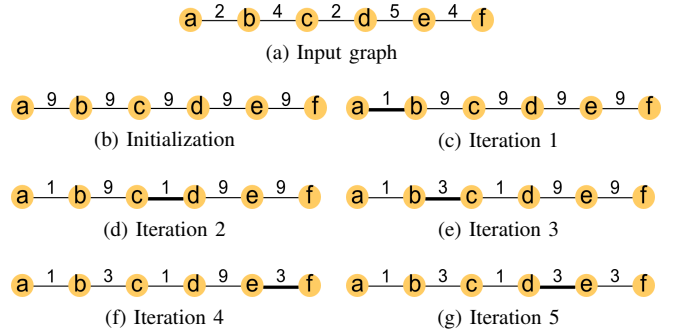 a 2 b 4 c 2 d 5 e 4 f
(a) Input graph
a 9 b 9 c 9 d 9 e 9 f
(b) Initialization
a 1 b 9 c 9 d 9 e 9 f
(c) Iteration 1
a 1 b 9 c 1 d 9 e 9 f
(d) Iteration 2
a 1 b 3 c 1 d 9 e 9 f
(e) Iteration 3
a 1 b 3 c 1 d 9 e 3 f
(f) Iteration 4
a 1 b 3 c 1 d 3 e 3 f
(g) Iteration 5